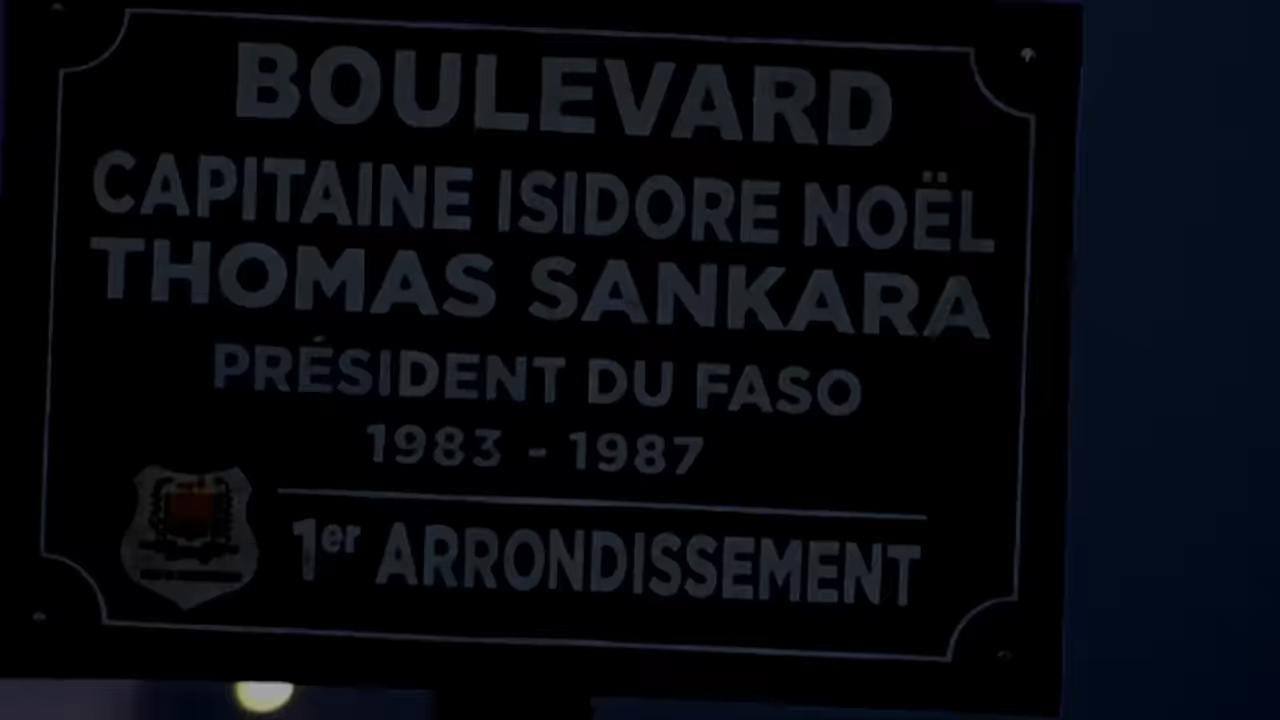 BOULEVARD
CAPITAINE ISIDORE NOËL
THOMAS SANKARA
PRÉSIDENT DU FASO
1983 - 1987
1er ARRONDISSEMENT